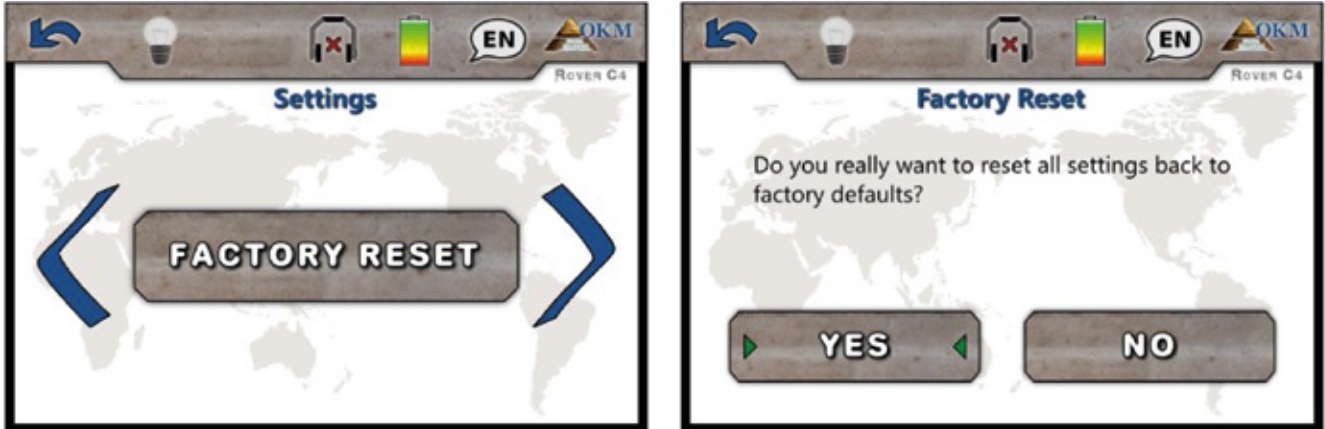 EN
OKM
ROVER C4
Settings
FACTORY RESET
EN
OKM
ROVER C4
Factory Reset
Do you really want to reset all settings back to
factory defaults?
YES
NO